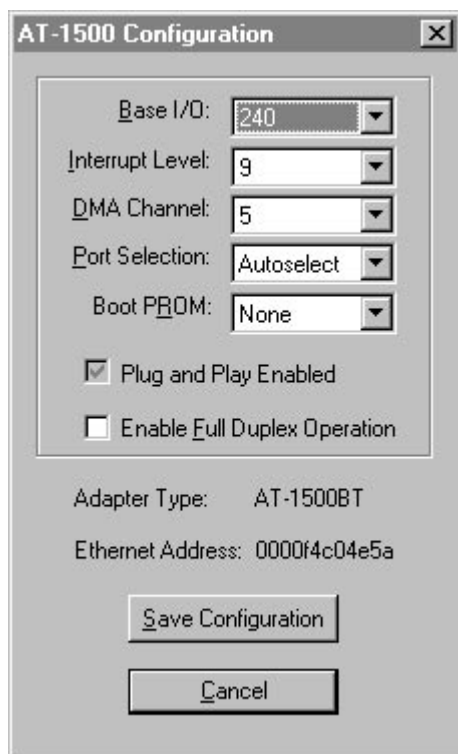 AT-1500 Configuration
Base I/O: 240
Interrupt Level: 9
DMA Channel: 5
Port Selection: Autoselect
Boot PROM: None
Plug and Play Enabled
Enable Full Duplex Operation
Adapter Type: AT-1500BT
Ethernet Address: 0000f4c04e5a
Save Configuration
Cancel